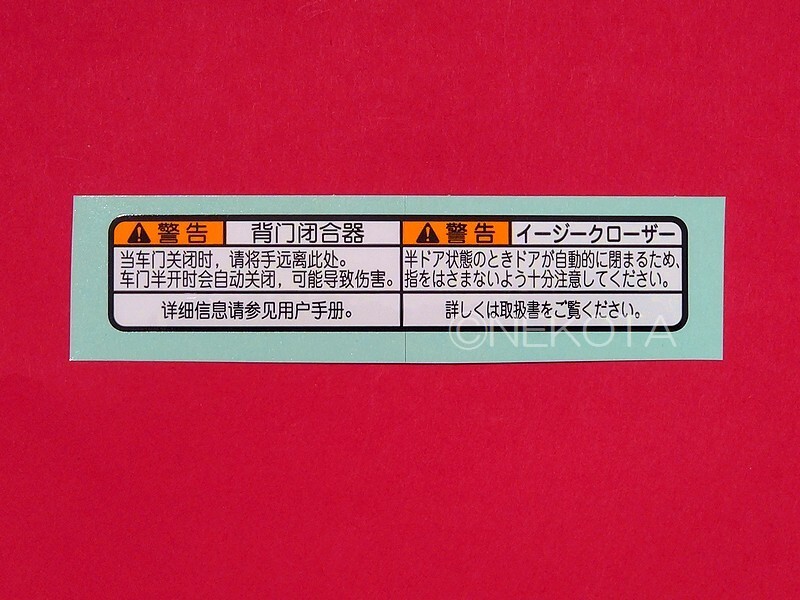 警告 背门闭合器
当车门关闭时，请将手远离此处。
车门半开时会自动关闭，可能导致伤害。
详细信息请参见用户手册。
警告 イージークローザー
半ドア状態のときドアが自動的に閉まるため、
指をはさまないよう十分注意してください。
詳しくは取扱書をご覧ください。
©NEKOTA